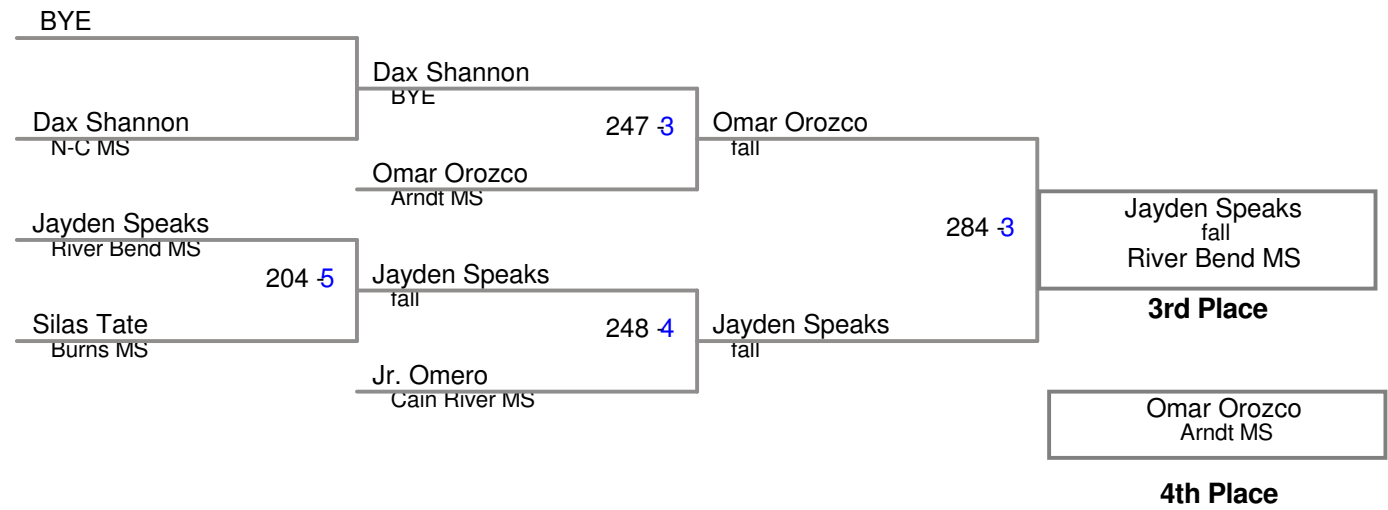 BYE
Dax Shannon
N-C MS
Jayden Speaks
River Bend MS
204 -5
Silas Tate
Burns MS
Dax Shannon
BYE
247 -3
Omar Orozco
Arndt MS
Jayden Speaks
fall
248 -4
Jr. Omero
Cain River MS
Omar Orozco
fall
284 -3
Jayden Speaks
fall
Jayden Speaks
fall
River Bend MS
3rd Place
Omar Orozco
Arndt MS
4th Place